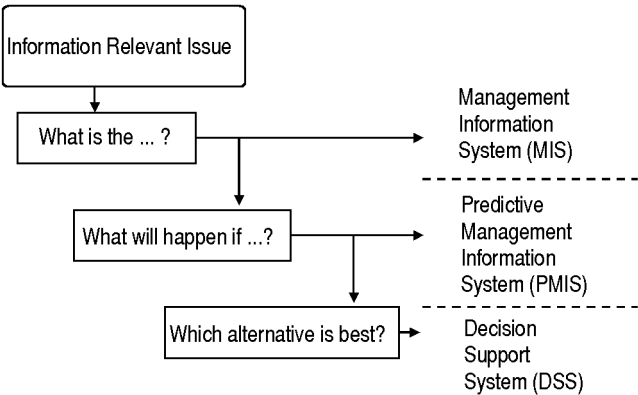 Information Relevant Issue
What is the ... ?
Management
Information
System (MIS)
What will happen if ...?
Predictive
Management
Information
System (PMIS)
Which alternative is best?
Decision
Support
System (DSS)